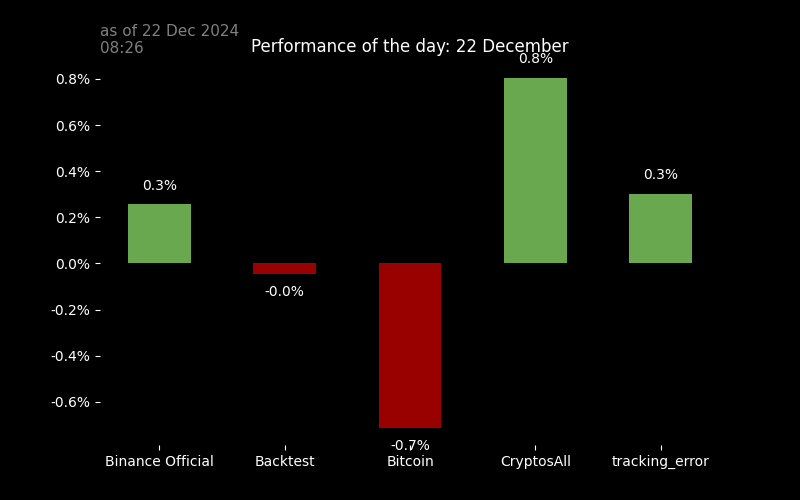 as of 22 Dec 2024
08:26
Performance of the day: 22 December
0.8%
0.8%
0.6%
0.4%
0.3%
0.3%
0.2%
0.0%
-0.0%
-0.2%
-0.4%
-0.6%
-0.7%
Binance Official
Backtest
Bitcoin
CryptosAll
tracking_error